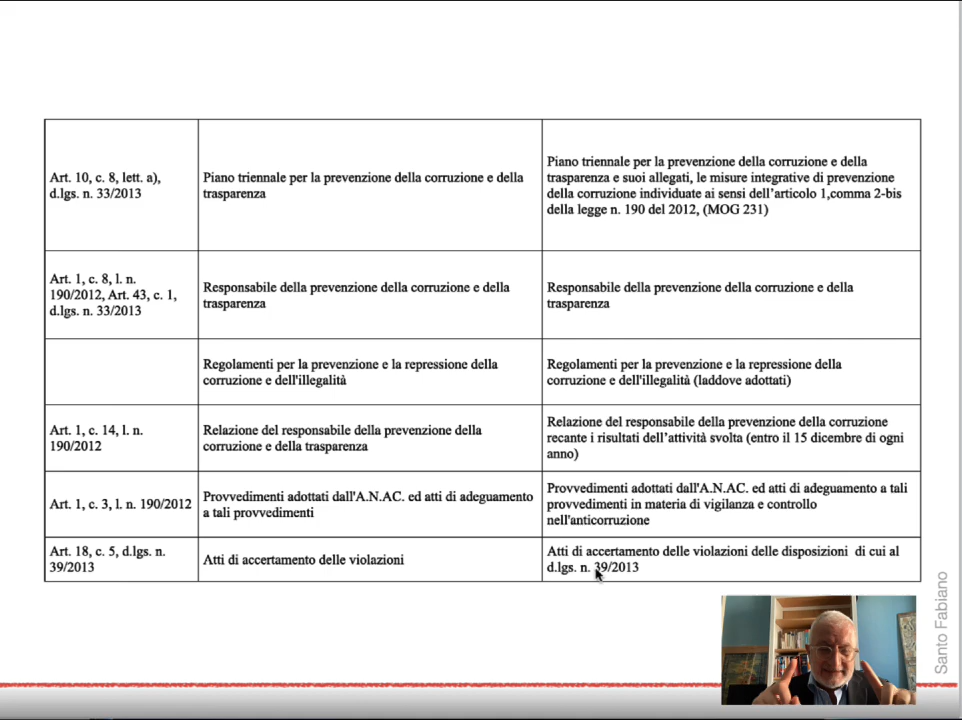 Art. 10, c. 8, lett. a),
d.lgs. n. 33/2013
Piano triennale per la prevenzione della corruzione e della
trasparenza
Piano triennale per la prevenzione della corruzione e della
trasparenza e suoi allegati, le misure integrative di prevenzione
della corruzione individuate ai sensi dell'articolo 1,comma 2-bis
della legge n. 190 del 2012, (MOG 231)
Art. 1, c. 8, l. n.
190/2012, Art. 43, c. 1,
d.lgs. n. 33/2013
Responsabile della prevenzione della corruzione e della
trasparenza
Responsabile della prevenzione della corruzione e della
trasparenza
Regolamenti per la prevenzione e la repressione della
corruzione e dell'illegalità
Regolamenti per la prevenzione e la repressione della
corruzione e dell'illegalità (laddove adottati)
Art. 1, c. 14, l. n.
190/2012
Relazione del responsabile della prevenzione della
corruzione e della trasparenza
Relazione del responsabile della prevenzione della corruzione
recante i risultati dell'attività svolta (entro il 15 dicembre di ogni
anno)
Art. 1, c. 3, l. n. 190/2012
Provvedimenti adottati dall'A.N.AC. ed atti di adeguamento
a tali provvedimenti
Provvedimenti adottati dall'A.N.AC. ed atti di adeguamento a tali
provvedimenti in materia di vigilanza e controllo
nell'anticorruzione
Art. 18, c. 5, d.lgs. n.
39/2013
Atti di accertamento delle violazioni
Atti di accertamento delle violazioni delle disposizioni  di cui al
d.lgs. n. 39/2013
Santo Fabiano